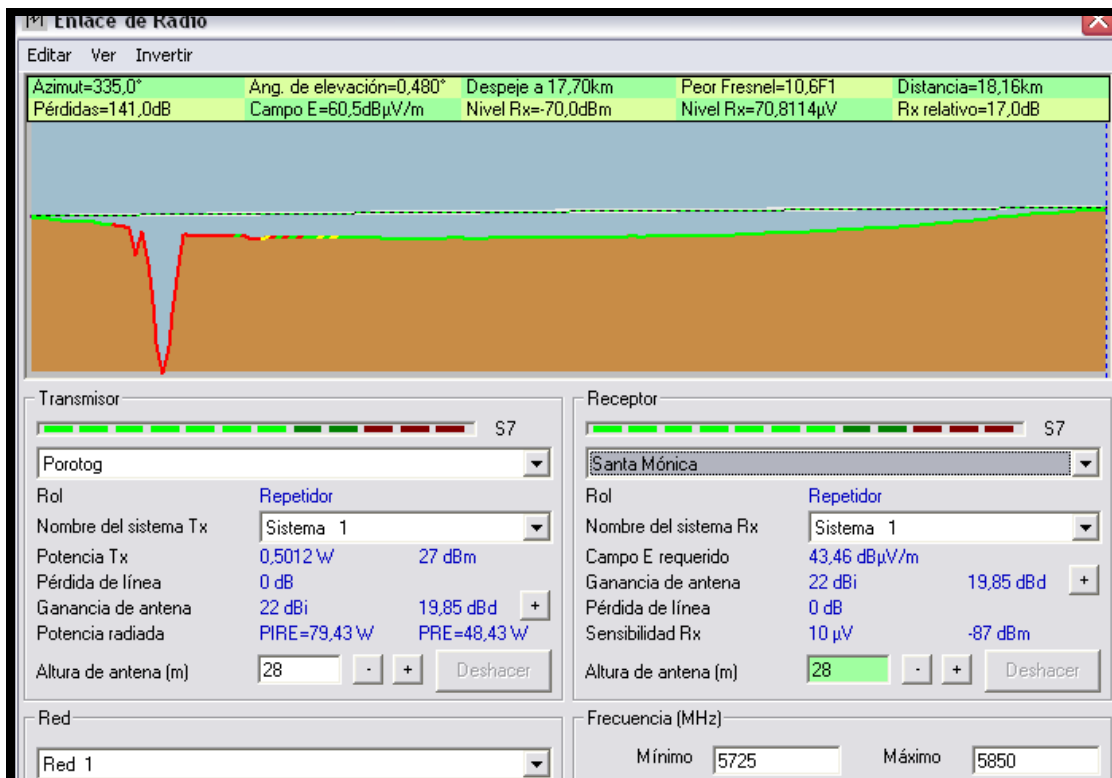 Enlace de Radio
Editar Ver Invertir
Azimut=335,0° Ang. de elevación=0,480° Despeje a 17,70km Peor Fresnel=10,6F1 Distancia=18,16km
Pérdidas=141,0dB Campo E=60,5dBµV/m Nivel Rx=-70,0dBm Nivel Rx=70,8114µV Rx relativo=17,0dB
Transmisor
S7
Porotog
Rol Repetidor
Nombre del sistema Tx Sistema 1
Potencia Tx 0,5012 W 27 dBm
Pérdida de línea 0 dB
Ganancia de antena 22 dBi 19,85 dBd +
Potencia radiada PIRE=79,43 W PRE=48,43 W
Altura de antena (m) 28 - + Deshacer
Receptor
S7
Santa Mónica
Rol Repetidor
Nombre del sistema Rx Sistema 1
Campo E requerido 43,46 dBµV/m
Ganancia de antena 22 dBi 19,85 dBd +
Pérdida de línea 0 dB
Sensibilidad Rx 10 µV -87 dBm
Altura de antena (m) 28 - + Deshacer
Red
Red 1
Frecuencia (MHz)
Mínimo 5725 Máximo 5850